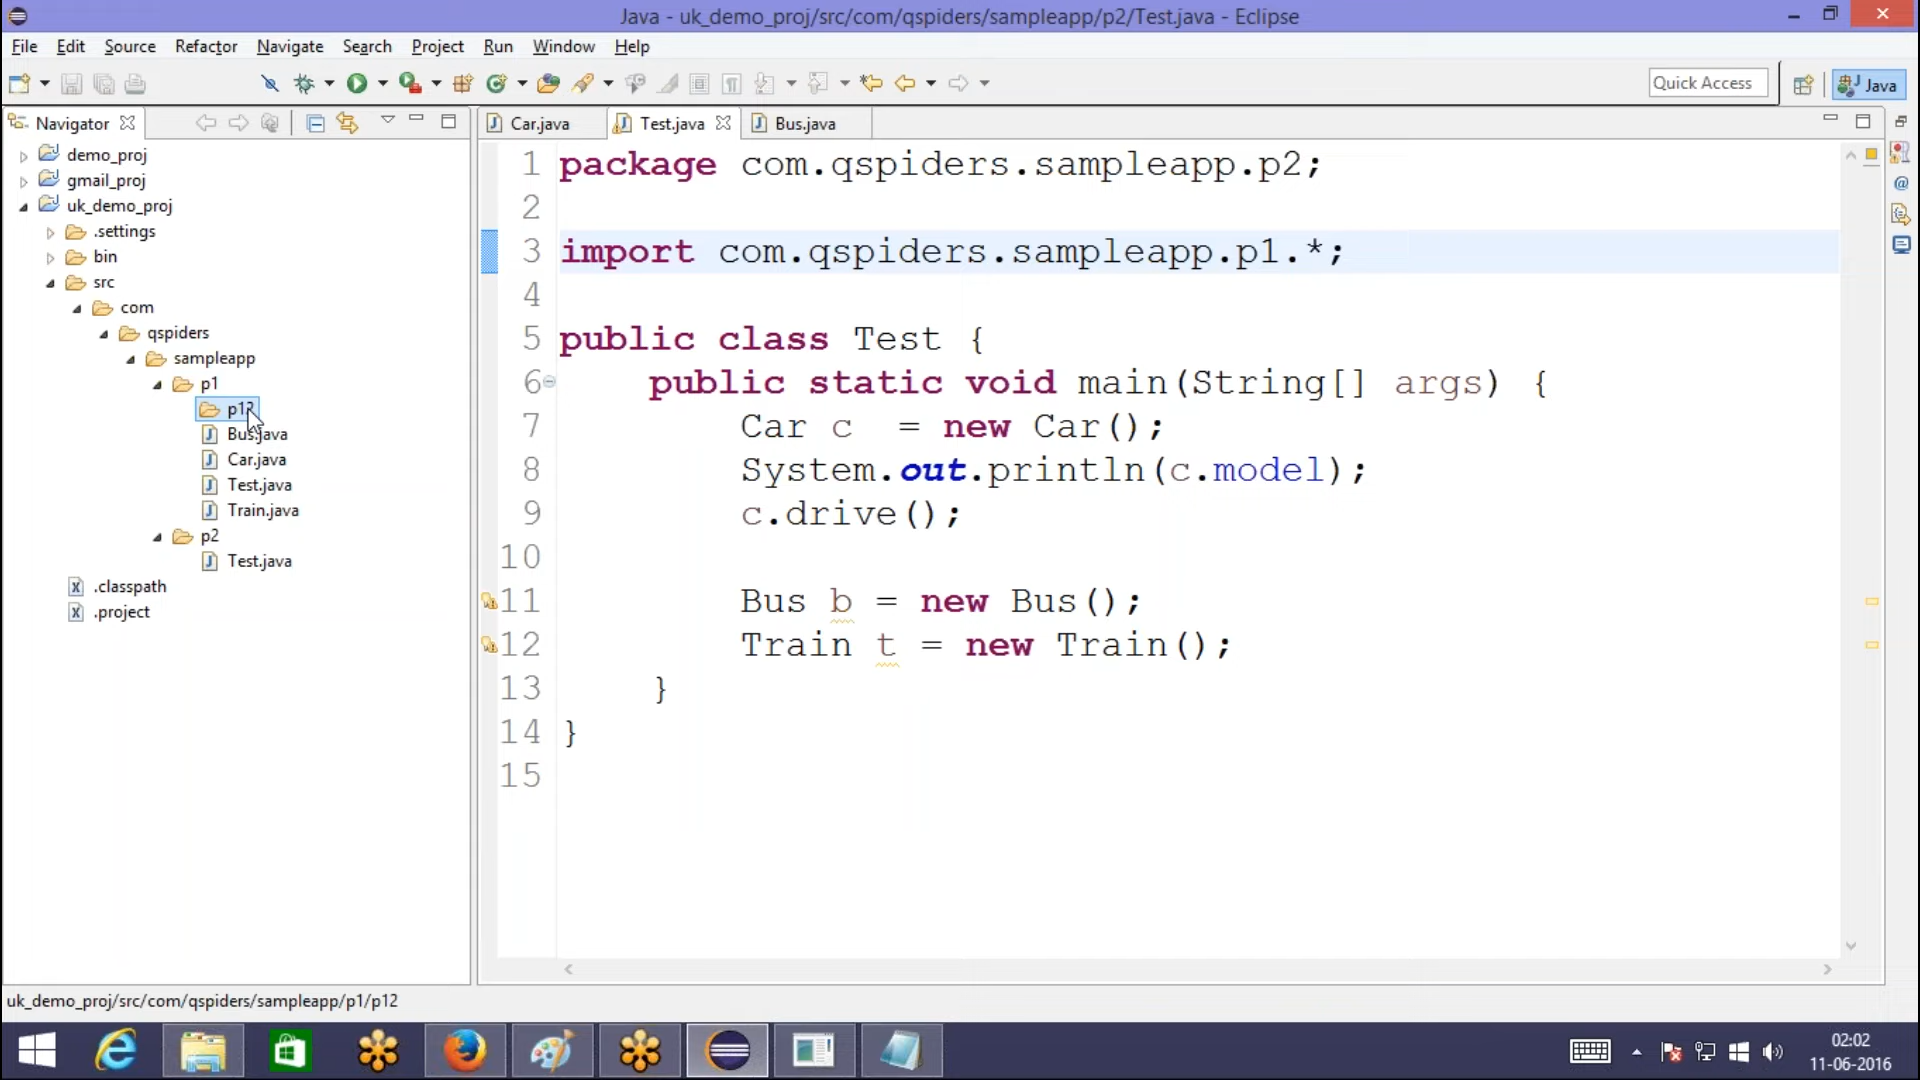 Java - uk_demo_proj/src/com/qspiders/sampleapp/p2/Test.java - Eclipse
File Edit Source Refactor Navigate Search Project Run Window Help
Quick Access
Java
Navigator
Car.java
Test.java
Bus.java
demo_proj
gmail_proj
uk_demo_proj
.settings
bin
src
com
qspiders
sampleapp
p1
p12
Bus.java
Car.java
Test.java
Train.java
p2
Test.java
.classpath
.project
1 package com.qspiders.sampleapp.p2;
2
3 import com.qspiders.sampleapp.p1.*;
4
5 public class Test {
6 public static void main(String[] args) {
7 Car c = new Car();
8 System.out.println(c.model);
9 c.drive();
10
11 Bus b = new Bus();
12 Train t = new Train();
13 }
14 }
15
uk_demo_proj/src/com/qspiders/sampleapp/p1/p12
02:02
11-06-2016